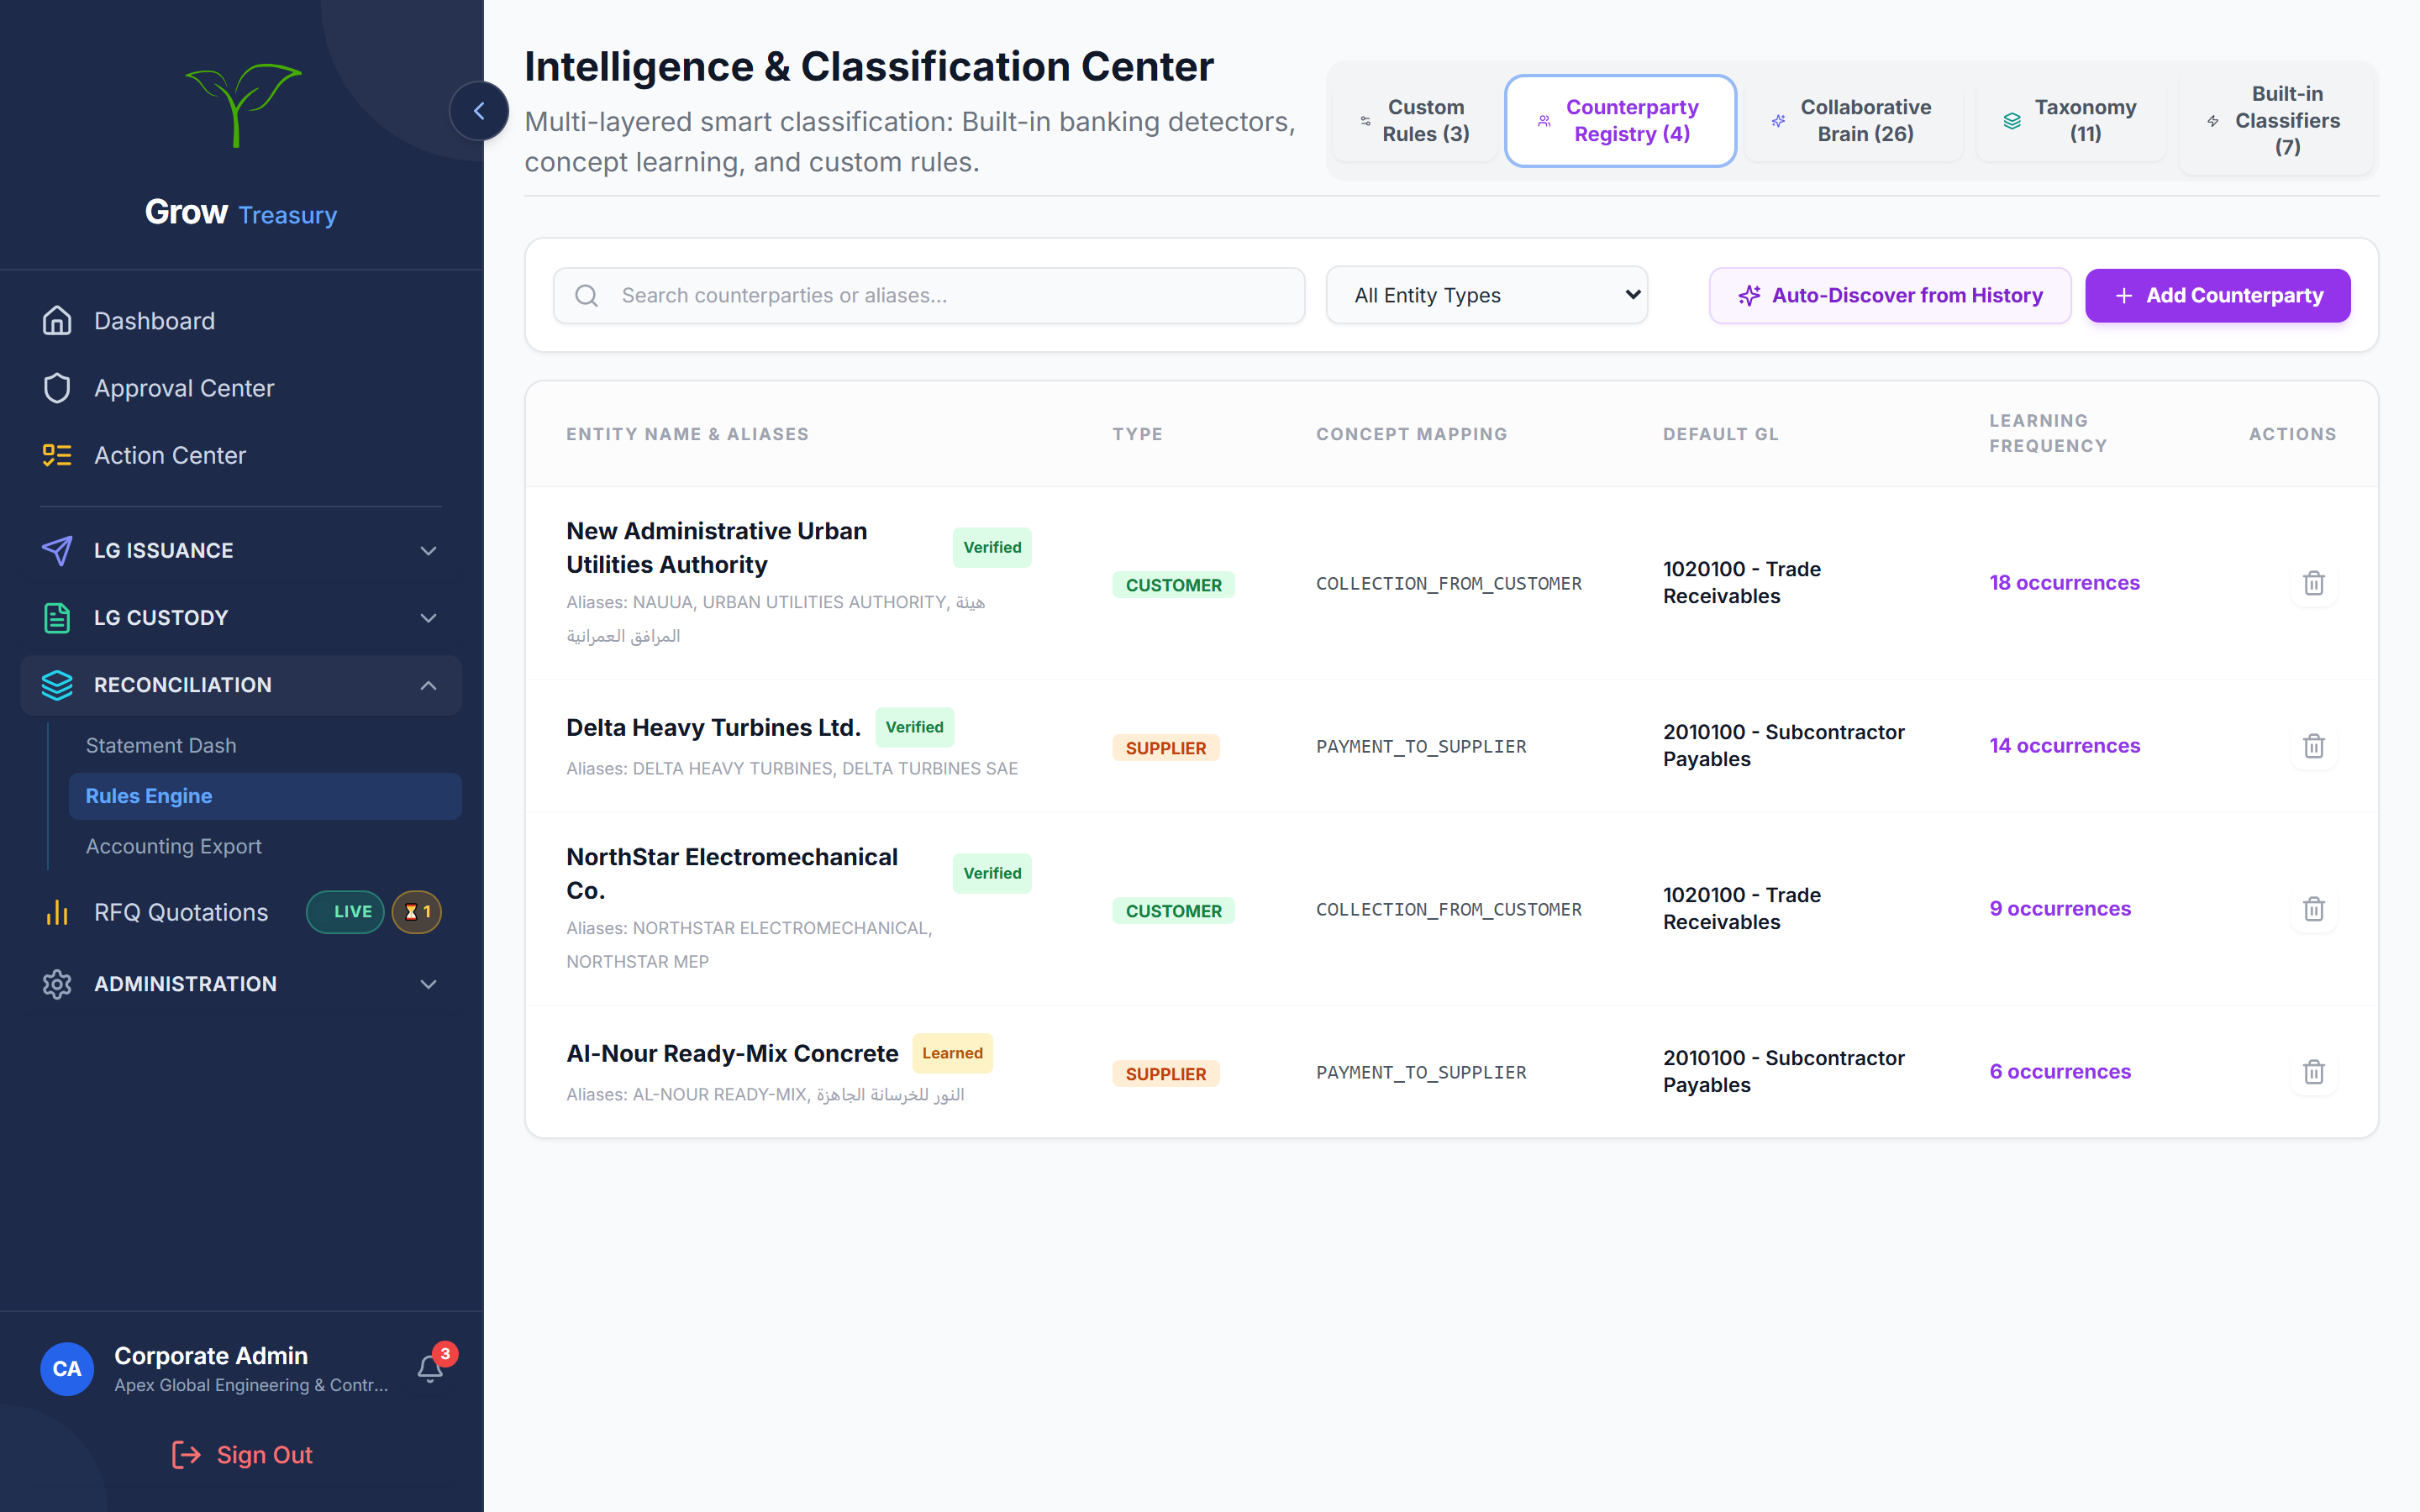 Grow Treasury
Dashboard
Approval Center
Action Center
LG ISSUANCE
LG CUSTODY
RECONCILIATION
Statement Dash
Rules Engine
Accounting Export
RFQ Quotations LIVE ⏳ 1
ADMINISTRATION
CA
Corporate Admin
Apex Global Engineering & Contr...
3
Sign Out
Intelligence & Classification Center
Multi-layered smart classification: Built-in banking detectors,
concept learning, and custom rules.
Custom
Rules (3)
Counterparty
Registry (4)
Collaborative
Brain (26)
Taxonomy
(11)
Built-in
Classifiers
(7)
Search counterparties or aliases...
All Entity Types
Auto-Discover from History
+ Add Counterparty
ENTITY NAME & ALIASES
TYPE
CONCEPT MAPPING
DEFAULT GL
LEARNING
FREQUENCY
ACTIONS
New Administrative Urban
Utilities Authority
Verified
Aliases: NAUUA, URBAN UTILITIES AUTHORITY, هيئة
المرافق العمرانية
CUSTOMER
COLLECTION_FROM_CUSTOMER
1020100 - Trade
Receivables
18 occurrences
Delta Heavy Turbines Ltd.
Verified
Aliases: DELTA HEAVY TURBINES, DELTA TURBINES SAE
SUPPLIER
PAYMENT_TO_SUPPLIER
2010100 - Subcontractor
Payables
14 occurrences
NorthStar Electromechanical
Co.
Verified
Aliases: NORTHSTAR ELECTROMECHANICAL,
NORTHSTAR MEP
CUSTOMER
COLLECTION_FROM_CUSTOMER
1020100 - Trade
Receivables
9 occurrences
Al-Nour Ready-Mix Concrete
Learned
Aliases: AL-NOUR READY-MIX, النور للخرسانة الجاهزة
SUPPLIER
PAYMENT_TO_SUPPLIER
2010100 - Subcontractor
Payables
6 occurrences